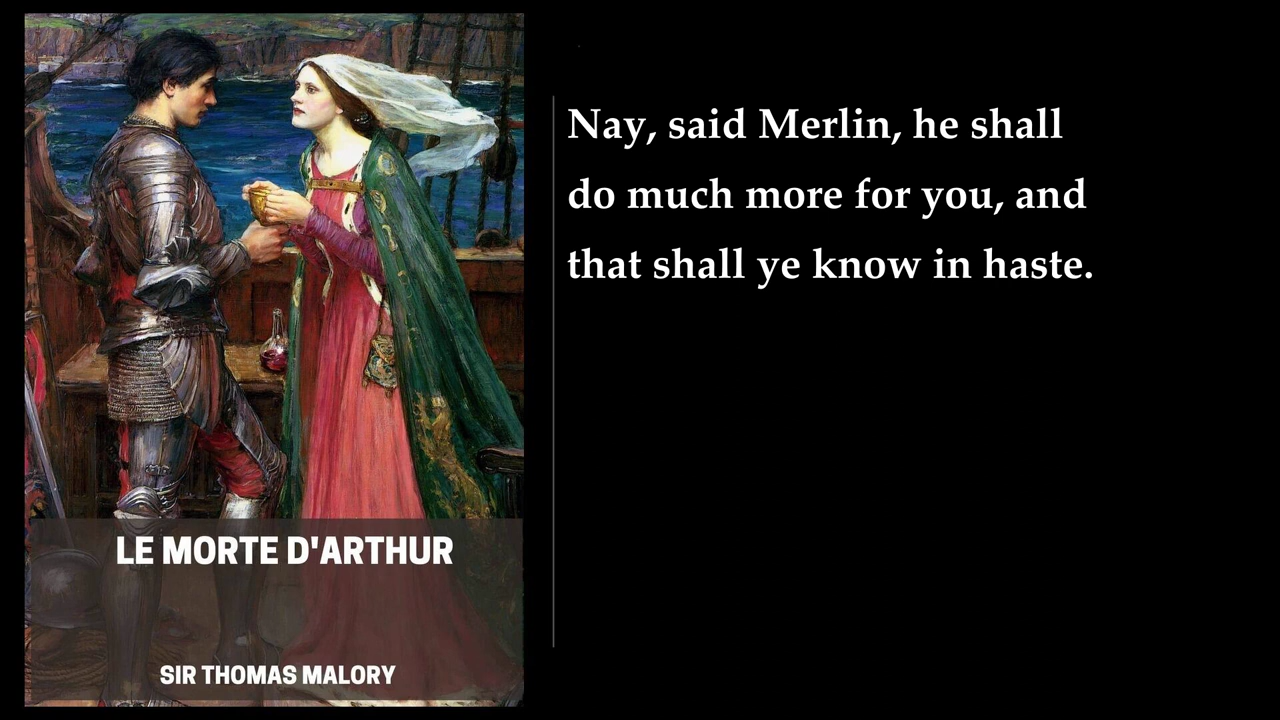 Nay, said Merlin, he shall
do much more for you, and
that shall ye know in haste.
LE MORTE D'ARTHUR
SIR THOMAS MALORY